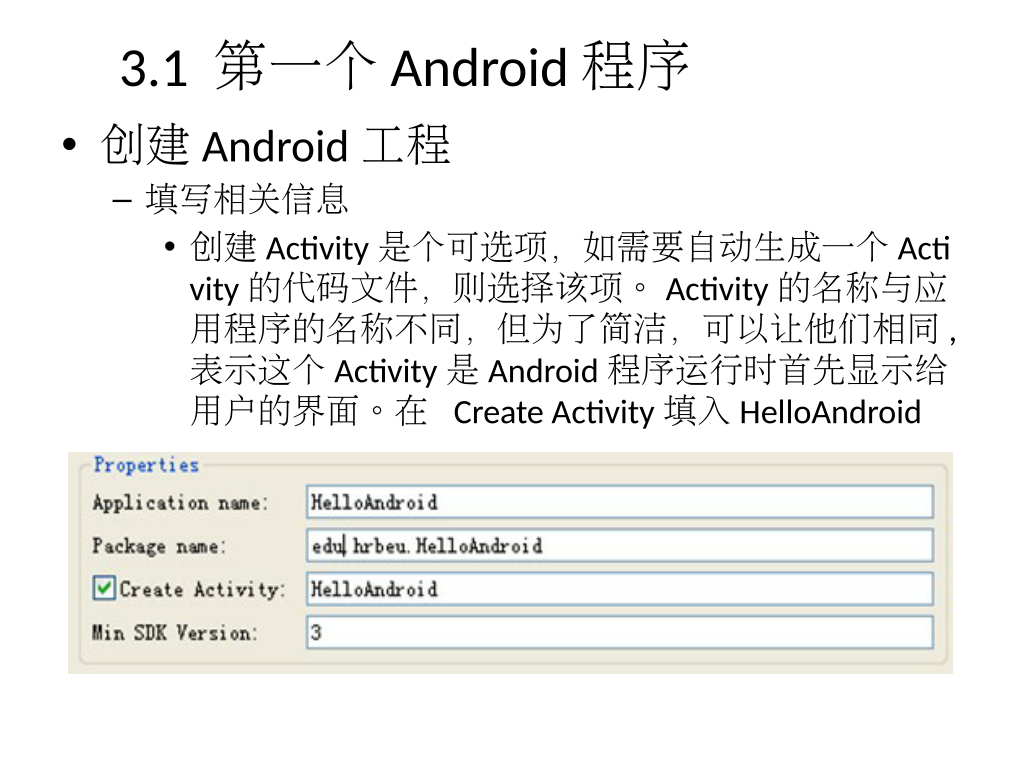 3.1 第一个 Android 程序
• 创建 Android 工程
– 填写相关信息
• 创建 Activity 是个可选项，如需要自动生成一个 Acti
vity 的代码文件，则选择该项。 Activity 的名称与应
用程序的名称不同，但为了简洁，可以让他们相同，
表示这个 Activity 是 Android 程序运行时首先显示给
用户的界面。在 Create Activity 填入 HelloAndroid
Properties
Application name: HelloAndroid
Package name: edu.hrbeu.HelloAndroid
Create Activity: HelloAndroid
Min SDK Version: 3